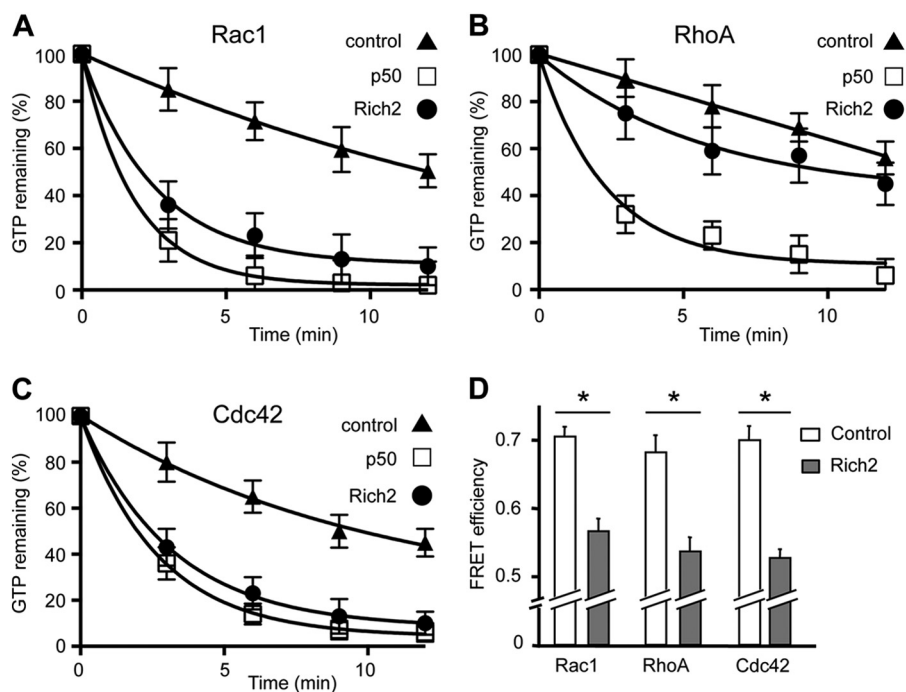 A
Rac1
control
p50
Rich2
GTP remaining (%)
100
80
60
40
20
0
0
5
10
Time (min)
B
RhoA
control
p50
Rich2
GTP remaining (%)
100
80
60
40
20
0
0
5
10
Time (min)
C
Cdc42
control
p50
Rich2
GTP remaining (%)
100
80
60
40
20
0
0
5
10
Time (min)
D
* * *
Control
Rich2
FRET efficiency
0.7
0.5
0
Rac1 RhoA Cdc42